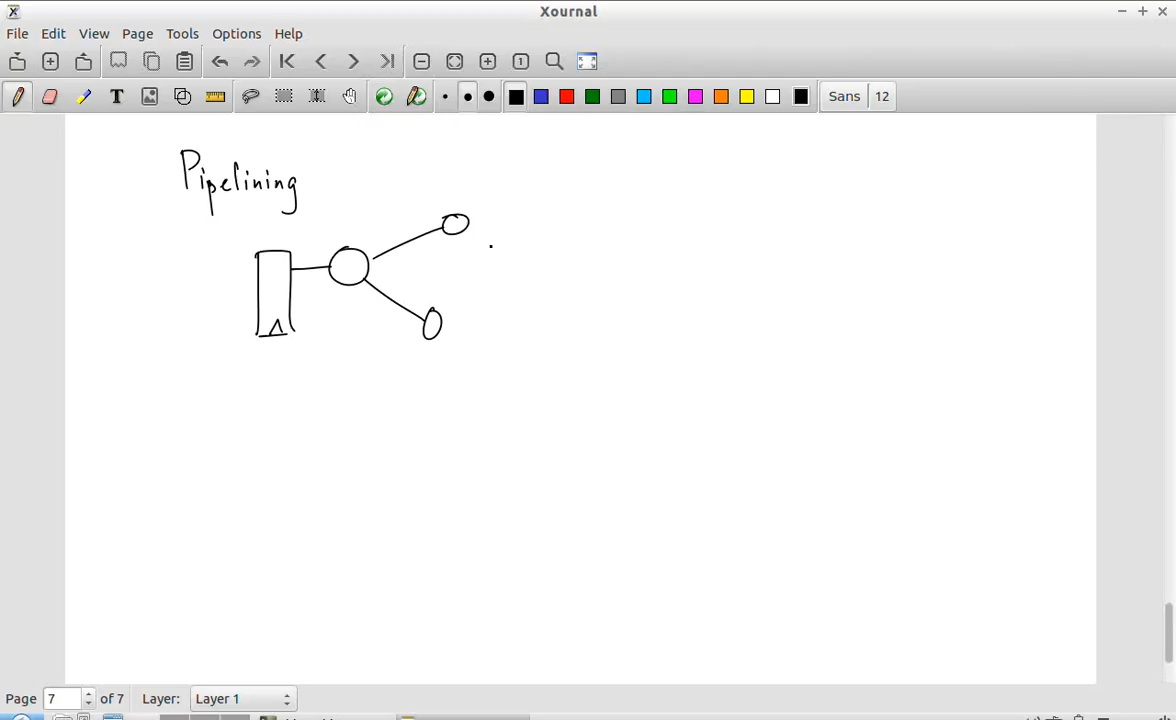 Xournal
File Edit View Page Tools Options Help
T Sans 12
Pipelining
Page 7 of 7 Layer: Layer 1